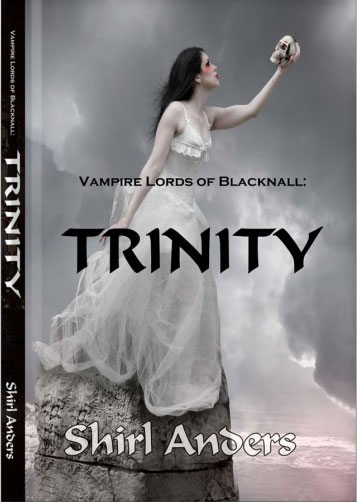 VAMPIRE LORDS OF BLACKNALL:
TRINITY
Shirl Anders
VAMPIRE LORDS OF BLACKNALL:
TRINITY
Shirl Anders